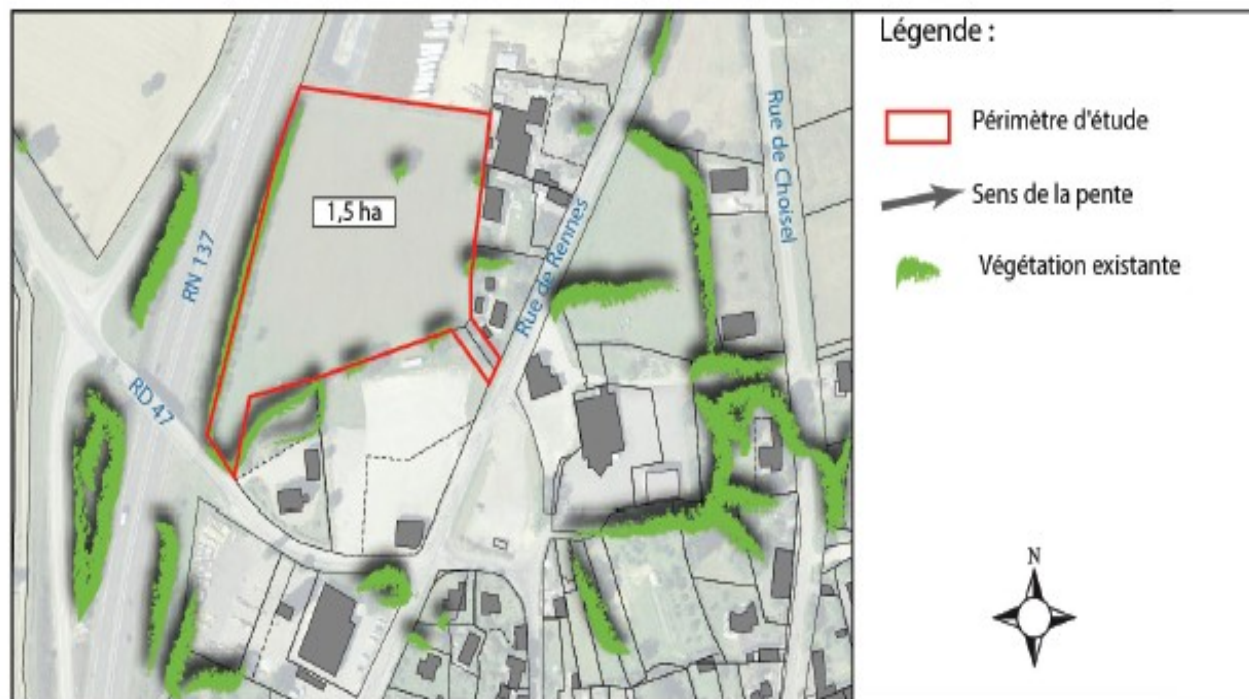 Légende :
Périmètre d'étude
Sens de la pente
Végétation existante
1,5 ha
RN 137
RD 47
Rue de Rennes
Rue de Choisel
N